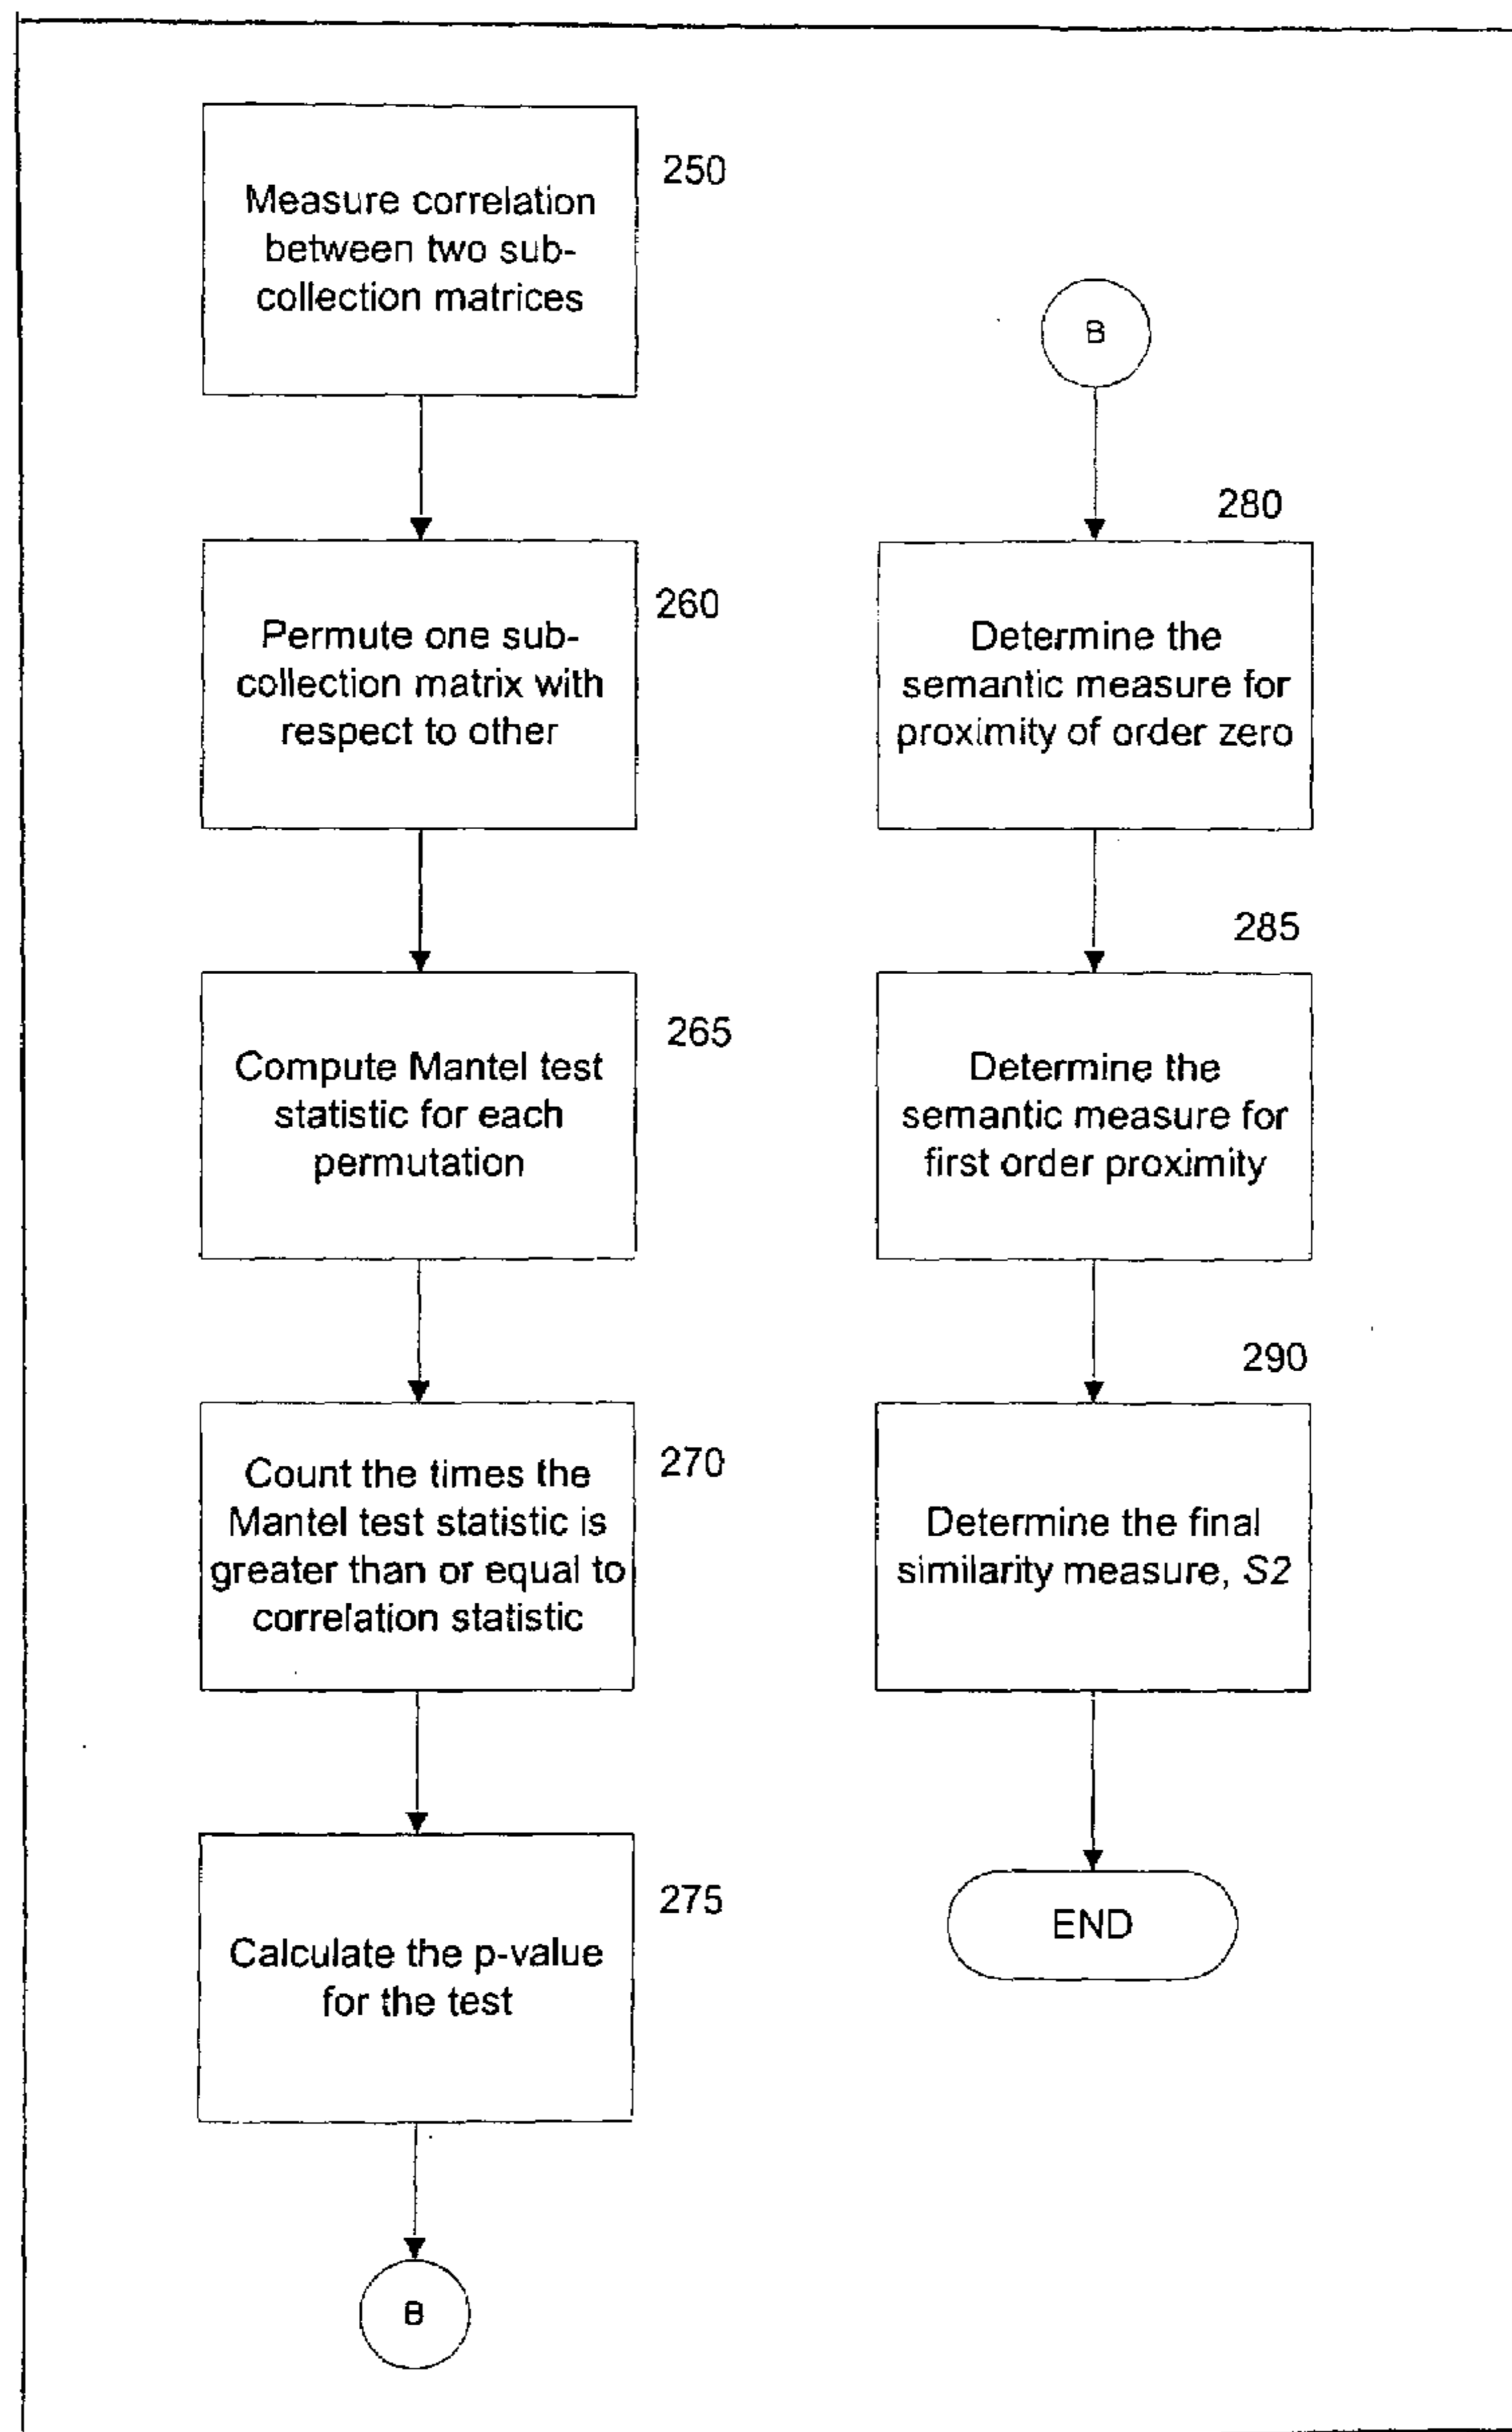 250
Measure correlation
between two sub-
collection matrices
260
Permute one sub-
collection matrix with
respect to other
265
Compute Mantel test
statistic for each
permutation
270
Count the times the
Mantel test statistic is
greater than or equal to
correlation statistic
275
Calculate the p-value
for the test
B
B
280
Determine the
semantic measure for
proximity of order zero
285
Determine the
semantic measure for
first order proximity
290
Determine the final
similarity measure, S2
END